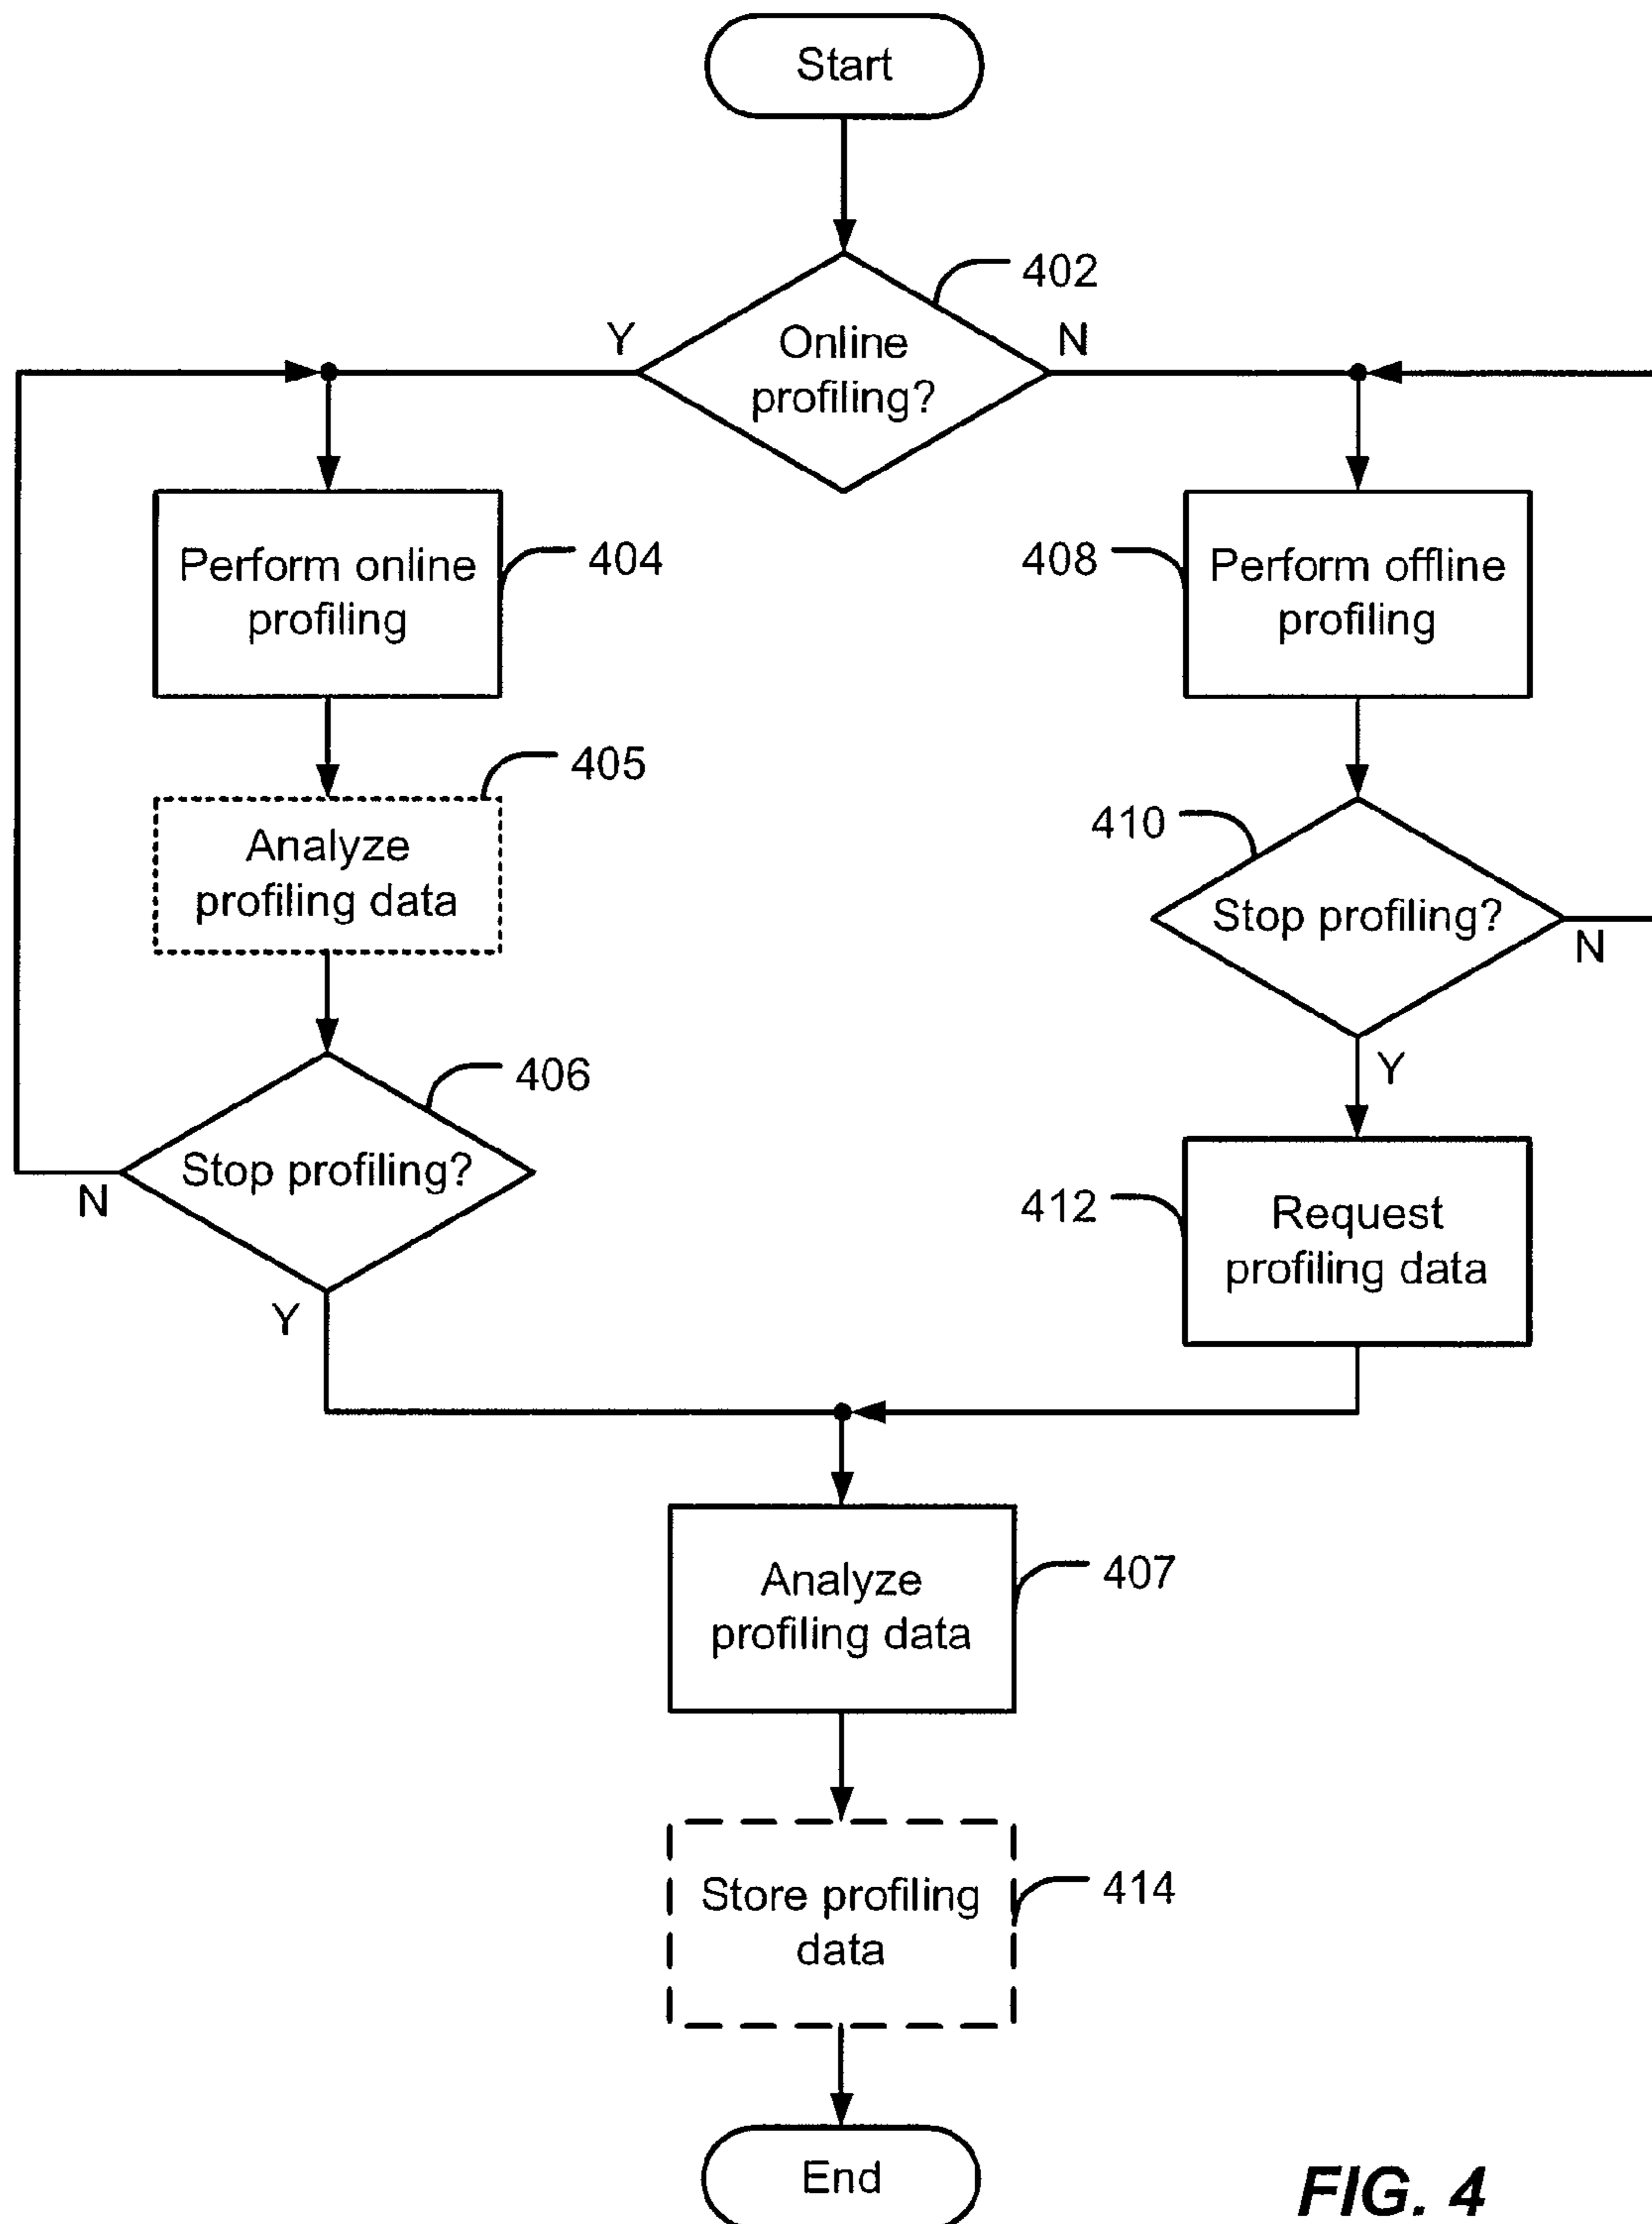 Start
402
Online
profiling?
Y
N
Perform online
profiling
404
408
Perform offline
profiling
405
Analyze
profiling data
410
Stop profiling?
N
Y
406
Stop profiling?
N
Y
412
Request
profiling data
Analyze
profiling data
407
Store profiling
data
414
End
FIG. 4